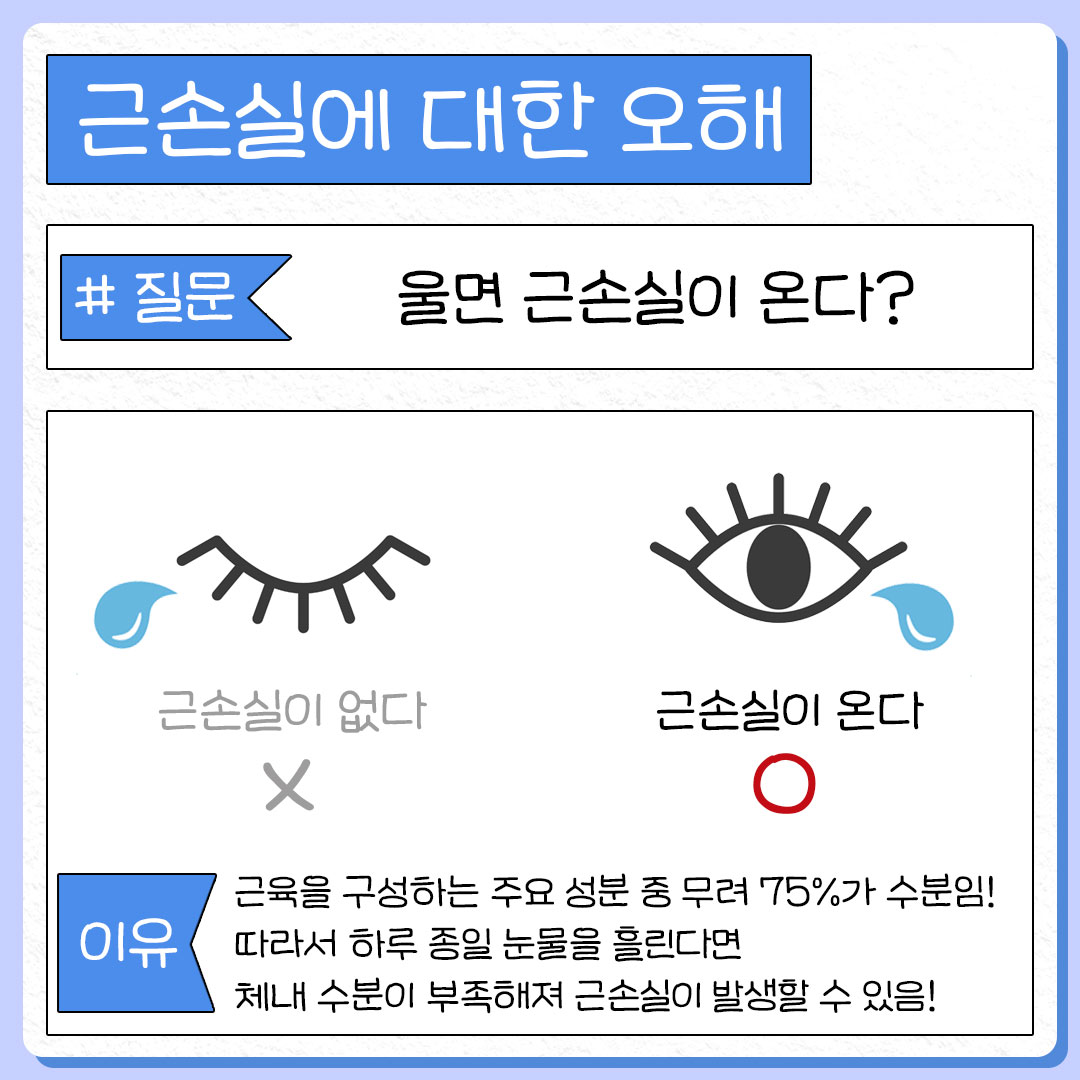 근손실에 대한 오해
# 질문
울면 근손실이 온다?
근손실이 없다
X
근손실이 온다
O
이유
근육을 구성하는 주요 성분 중 무려 75%가 수분임!
따라서 하루 종일 눈물을 흘린다면
체내 수분이 부족해져 근손실이 발생할 수 있음!